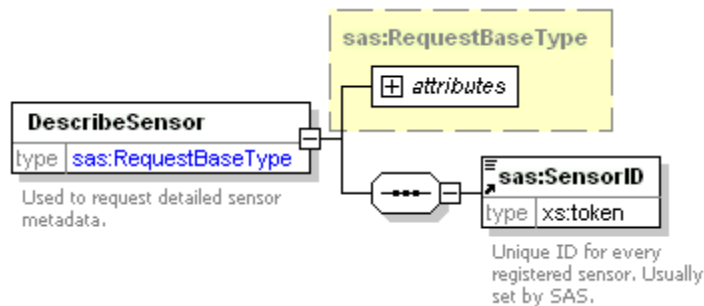 sas:RequestBaseType
attributes
DescribeSensor
type sas:RequestBaseType
Used to request detailed sensor
metadata.
sas:SensorID
type xs:token
Unique ID for every
registered sensor. Usually
set by SAS.